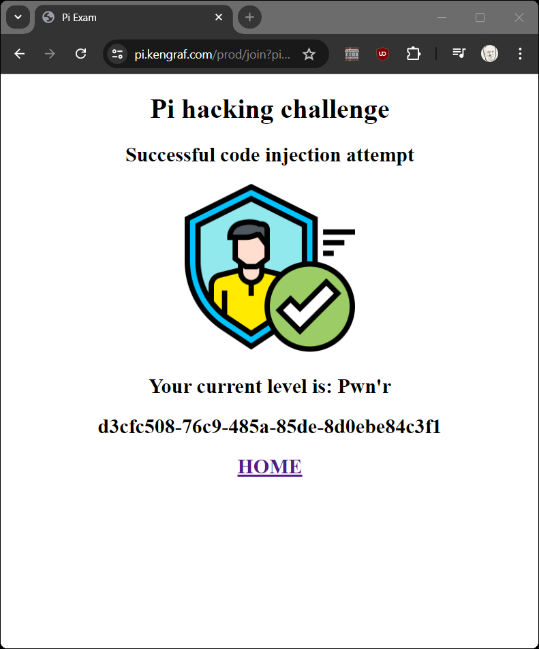 Pi Exam
pi.kengraf.com/prod/join?pi...
Pi hacking challenge
Successful code injection attempt
Your current level is: Pwn'r
d3cfc508-76c9-485a-85de-8d0ebe84c3f1
HOME